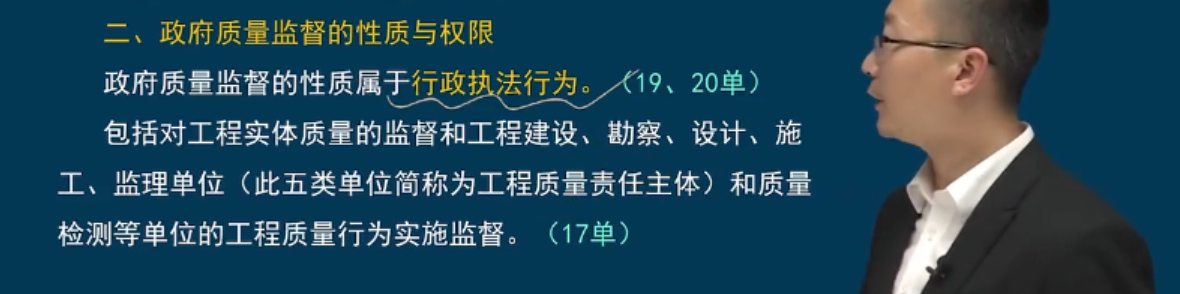 二、政府质量监督的性质与权限
政府质量监督的性质属于行政执法行为。（19、20单）
包括对工程实体质量的监督和工程建设、勘察、设计、施
工、监理单位（此五类单位简称为工程质量责任主体）和质量
检测等单位的工程质量行为实施监督。（17单）